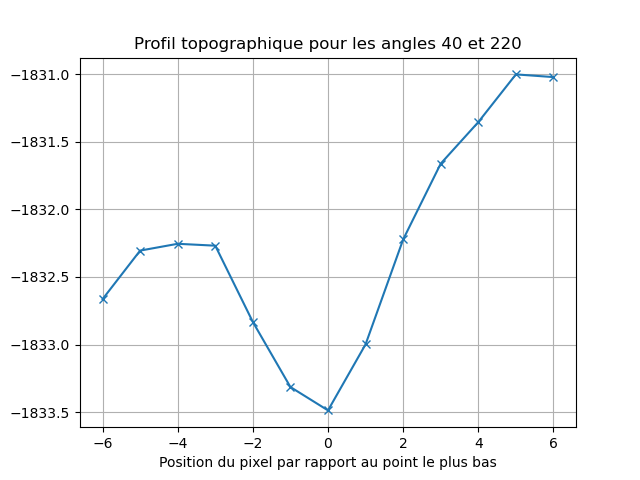 Profil topographique pour les angles 40 et 220
−1831.0
−1831.5
−1832.0
−1832.5
−1833.0
−1833.5
−6 −4 −2 0 2 4 6
Position du pixel par rapport au point le plus bas